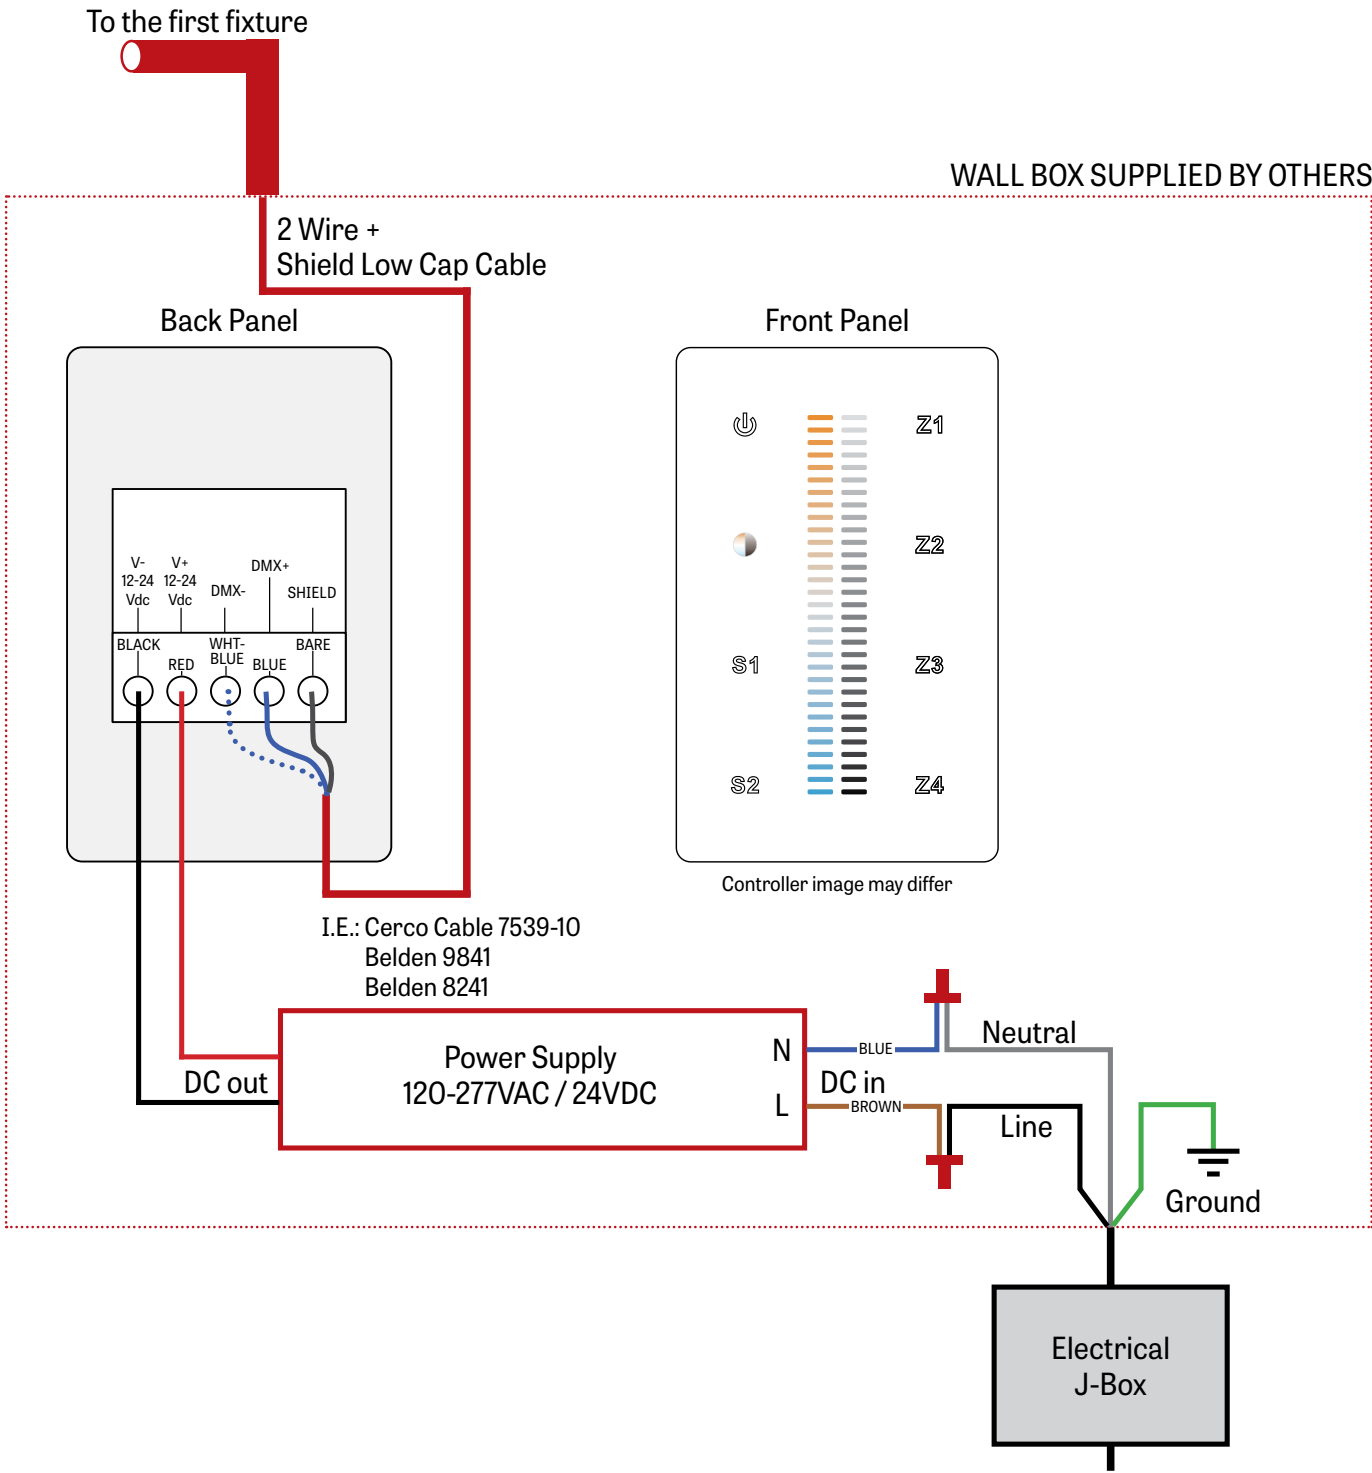 To the first fixture
WALL BOX SUPPLIED BY OTHERS
2 Wire +
Shield Low Cap Cable
Back Panel
Front Panel
V-
12-24
Vdc
V+
12-24
Vdc
DMX-
DMX+
SHIELD
BLACK
RED
WHT-
BLUE
BLUE
BARE
Z1
Z2
S1
Z3
S2
Z4
Controller image may differ
I.E.: Cerco Cable 7539-10
Belden 9841
Belden 8241
Power Supply
120-277VAC / 24VDC
DC out
N
L
BLUE
DC in
BROWN
Neutral
Line
Ground
Electrical
J-Box